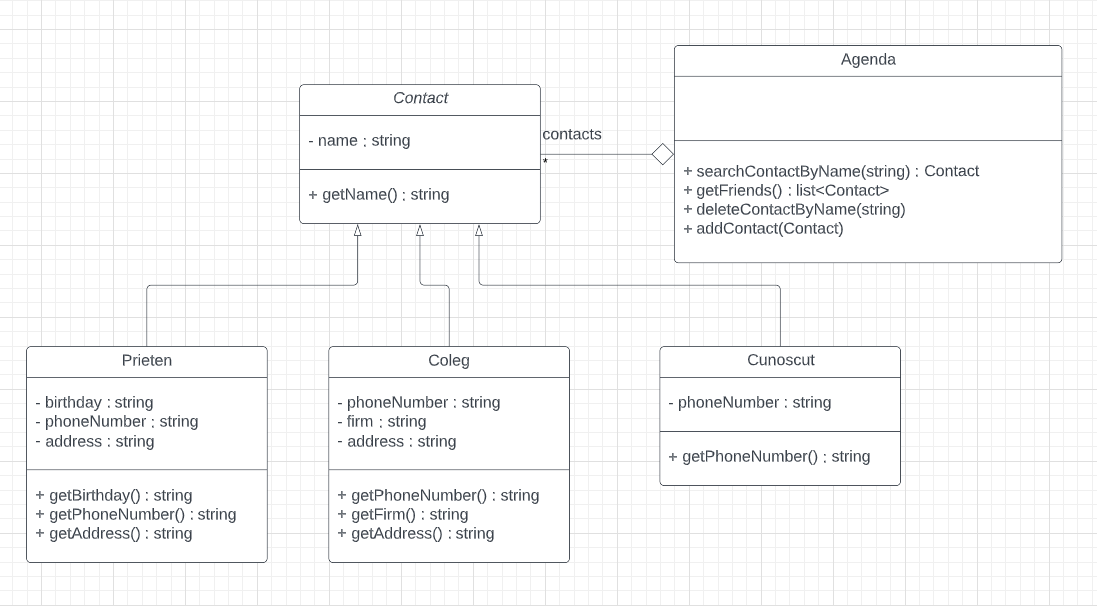 Contact
- name : string
+ getName() : string
contacts
*
Agenda
+ searchContactByName(string) : Contact
+ getFriends() : list<Contact>
+ deleteContactByName(string)
+ addContact(Contact)
Prieten
- birthday : string
- phoneNumber : string
- address : string
+ getBirthday() : string
+ getPhoneNumber() : string
+ getAddress() : string
Coleg
- phoneNumber : string
- firm : string
- address : string
+ getPhoneNumber() : string
+ getFirm() : string
+ getAddress() : string
Cunoscut
- phoneNumber : string
+ getPhoneNumber() : string